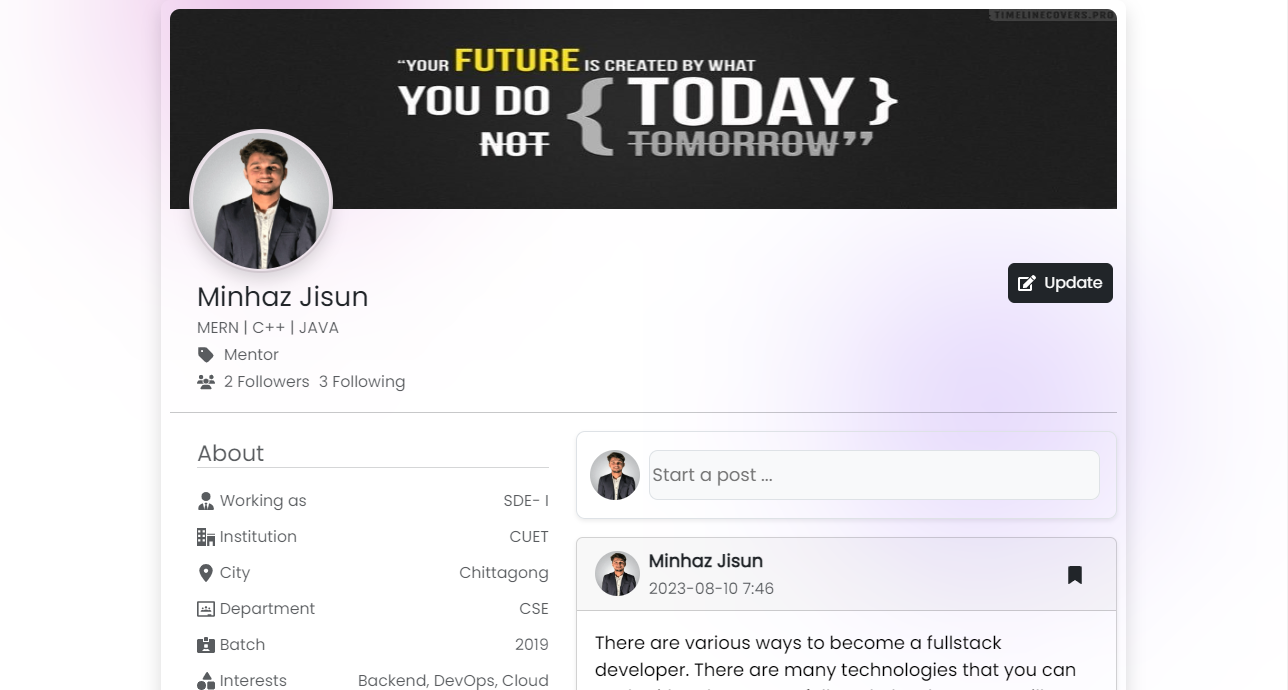 TIMELINECOVERS.PRO
“YOUR FUTURE IS CREATED BY WHAT
YOU DO { TODAY }
NOT TOMORROW”
Minhaz Jisun
MERN | C++ | JAVA
Mentor
2 Followers 3 Following
Update
About
Working as SDE- I
Institution CUET
City Chittagong
Department CSE
Batch 2019
Interests Backend, DevOps, Cloud
Start a post ...
Minhaz Jisun
2023-08-10 7:46
There are various ways to become a fullstack
developer. There are many technologies that you can